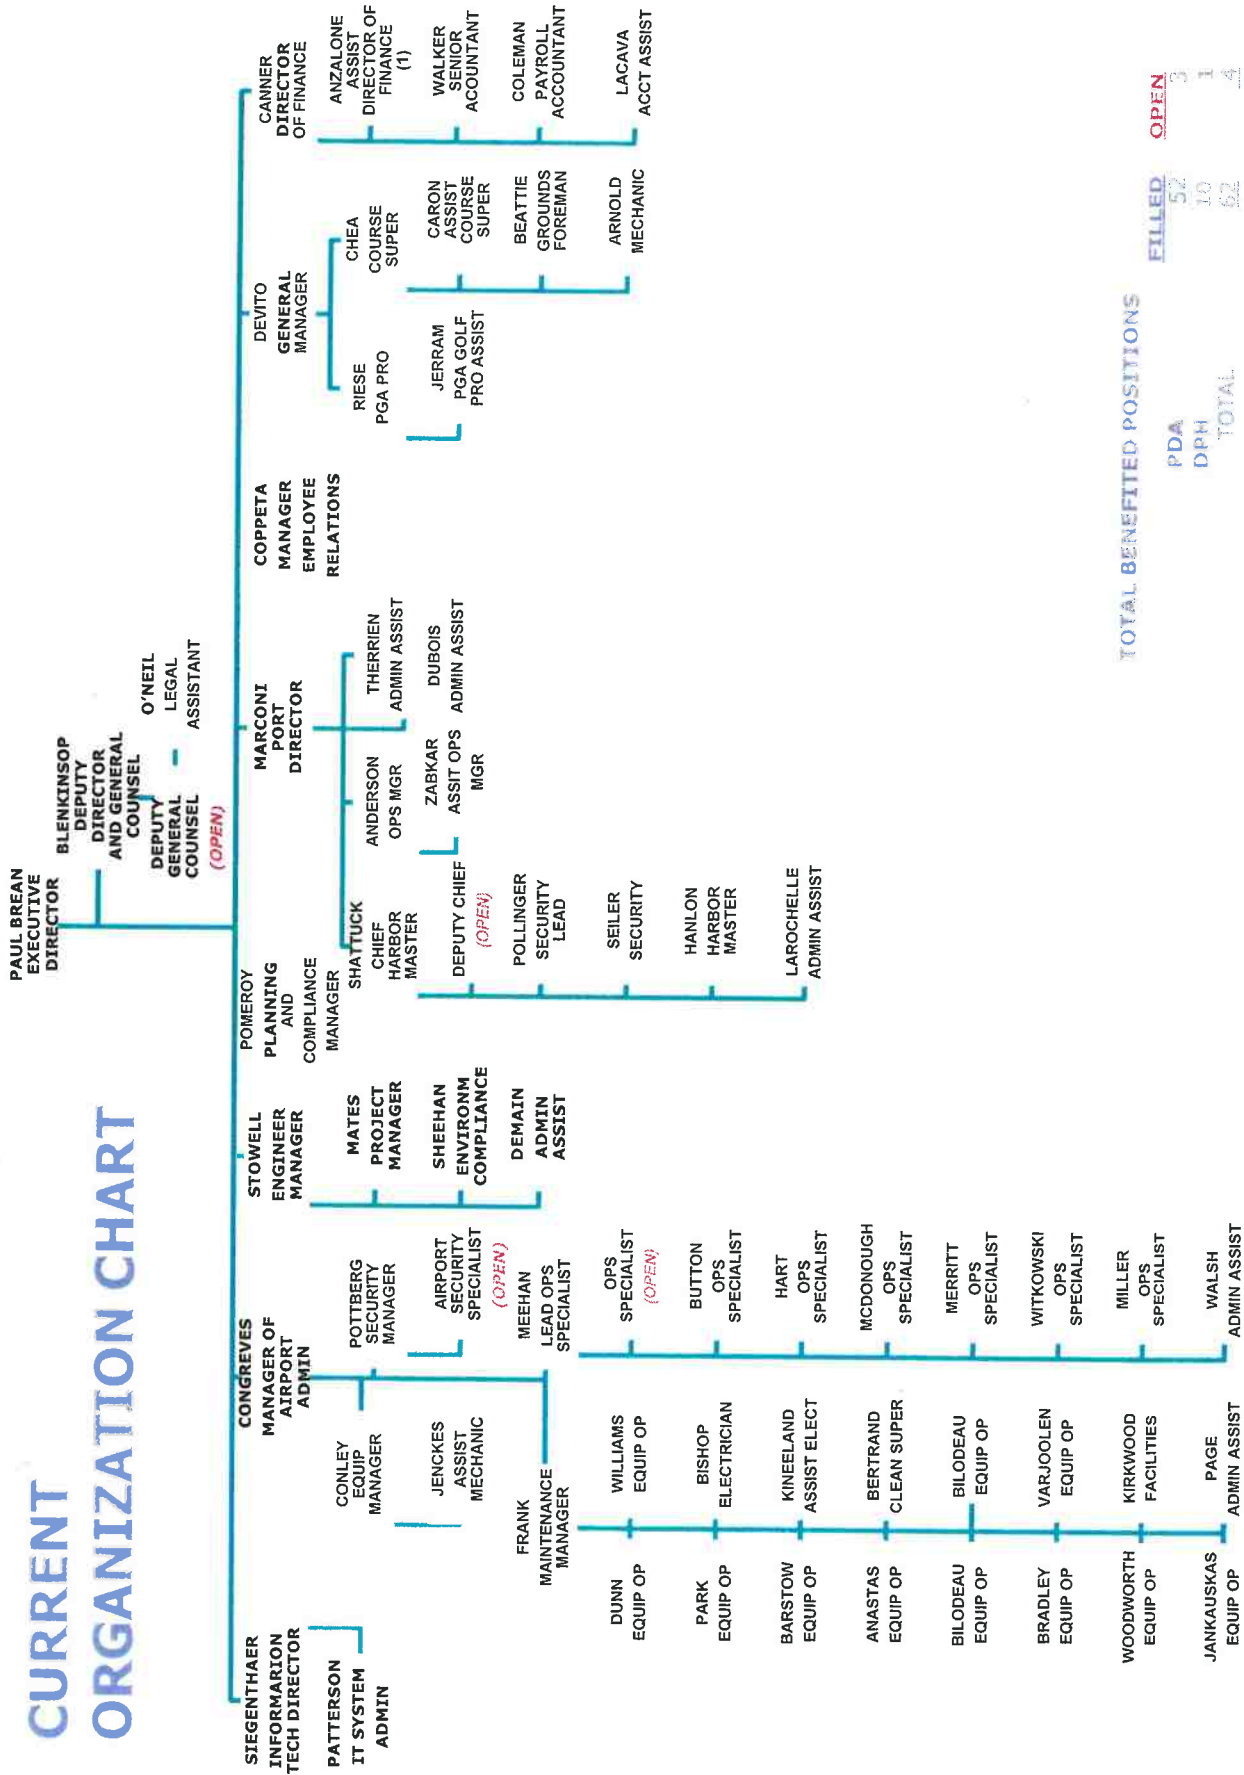 CURRENT
ORGANIZATION CHART
PAUL BREAN
EXECUTIVE
DIRECTOR
BLENKINSOP
DEPUTY
DIRECTOR
AND GENERAL
COUNSEL
DEPUTY
GENERAL
COUNSEL
(OPEN)
O'NEIL
LEGAL
ASSISTANT
SIEGENTHAER
INFORMARION
TECH DIRECTOR
PATTERSON
IT SYSTEM
ADMIN
CONGREVES
MANAGER OF
AIRPORT
ADMIN
CONLEY
EQUIP
MANAGER
JENCKES
ASSIST
MECHANIC
POTTBERG
SECURITY
MANAGER
AIRPORT
SECURITY
SPECIALIST
(OPEN)
FRANK
MAINTENANCE
MANAGER
DUNN
EQUIP OP
WILLIAMS
EQUIP OP
PARK
EQUIP OP
BISHOP
ELECTRICIAN
BARSTOW
EQUIP OP
KNEELAND
ASSIST ELECT
ANASTAS
EQUIP OP
BERTRAND
CLEAN SUPER
BILODEAU
EQUIP OP
BILODEAU
EQUIP OP
BRADLEY
EQUIP OP
VARJOOLEN
EQUIP OP
WOODWORTH
EQUIP OP
KIRKWOOD
FACILITIES
JANKAUSKAS
EQUIP OP
PAGE
ADMIN ASSIST
MEEHAN
LEAD OPS
SPECIALIST
OPS
SPECIALIST
(OPEN)
BUTTON
OPS
SPECIALIST
HART
OPS
SPECIALIST
MCDONOUGH
OPS
SPECIALIST
MERRITT
OPS
SPECIALIST
WITKOWSKI
OPS
SPECIALIST
MILLER
OPS
SPECIALIST
WALSH
ADMIN ASSIST
STOWELL
ENGINEER
MANAGER
MATES
PROJECT
MANAGER
SHEEHAN
ENVIRONM
COMPLIANCE
DEMAIN
ADMIN
ASSIST
POMEROY
PLANNING
AND
COMPLIANCE
MANAGER
MARCONI
PORT
DIRECTOR
SHATTUCK
CHIEF
HARBOR
MASTER
DEPUTY CHIEF
(OPEN)
POLLINGER
SECURITY
LEAD
SEILER
SECURITY
HANLON
HARBOR
MASTER
LAROCHELLE
ADMIN ASSIST
ANDERSON
OPS MGR
ZABKAR
ASSIT OPS
MGR
THERRIEN
ADMIN ASSIST
DUBOIS
ADMIN ASSIST
COPPETA
MANAGER
EMPLOYEE
RELATIONS
DEVITO
GENERAL
MANAGER
RIESE
PGA PRO
JERRAM
PGA GOLF
PRO ASSIST
CHEA
COURSE
SUPER
CARON
ASSIST
COURSE
SUPER
BEATTIE
GROUNDS
FOREMAN
ARNOLD
MECHANIC
CANNER
DIRECTOR
OF FINANCE
ANZALONE
ASSIST
DIRECTOR OF
FINANCE
(1)
WALKER
SENIOR
ACOUNTANT
COLEMAN
PAYROLL
ACCOUNTANT
LACAVA
ACCT ASSIST
TOTAL BENEFITED POSITIONS
FILLED OPEN
PDA 52 3
DPH 10 1
TOTAL 62 4